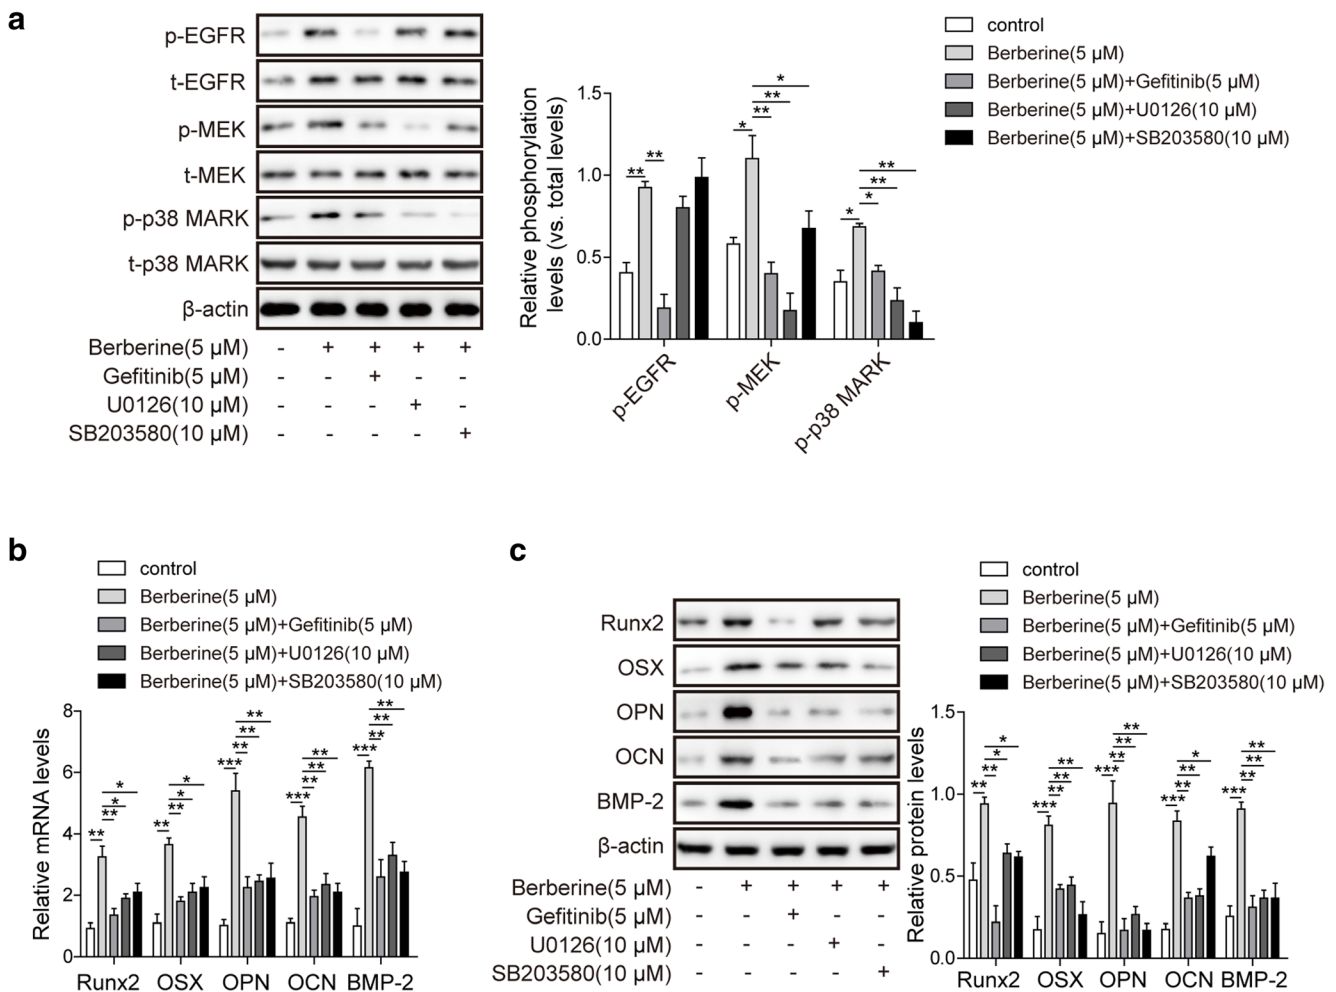 a
p-EGFR
t-EGFR
p-MEK
t-MEK
p-p38 MARK
t-p38 MARK
β-actin
Berberine(5 μM) - + + + +
Gefitinib(5 μM) - - + - -
U0126(10 μM) - - - + -
SB203580(10 μM) - - - - +
Relative phosphorylation
levels (vs. total levels)
1.5
1.0
0.5
0.0
** **
* ** ** *
* * ** **
p-EGFR
p-MEK
p-p38 MARK
control
Berberine(5 μM)
Berberine(5 μM)+Gefitinib(5 μM)
Berberine(5 μM)+U0126(10 μM)
Berberine(5 μM)+SB203580(10 μM)
b
control
Berberine(5 μM)
Berberine(5 μM)+Gefitinib(5 μM)
Berberine(5 μM)+U0126(10 μM)
Berberine(5 μM)+SB203580(10 μM)
Relative mRNA levels
8
6
4
2
0
** ** * *
** ** * *
*** ** ** **
*** ** ** **
*** ** ** **
Runx2 OSX OPN OCN BMP-2
c
Runx2
OSX
OPN
OCN
BMP-2
β-actin
Berberine(5 μM) - + + + +
Gefitinib(5 μM) - - + - -
U0126(10 μM) - - - + -
SB203580(10 μM) - - - - +
control
Berberine(5 μM)
Berberine(5 μM)+Gefitinib(5 μM)
Berberine(5 μM)+U0126(10 μM)
Berberine(5 μM)+SB203580(10 μM)
Relative protein levels
1.5
1.0
0.5
0.0
** ** * *
*** ** ** **
*** ** ** **
*** ** ** *
*** ** ** **
Runx2 OSX OPN OCN BMP-2